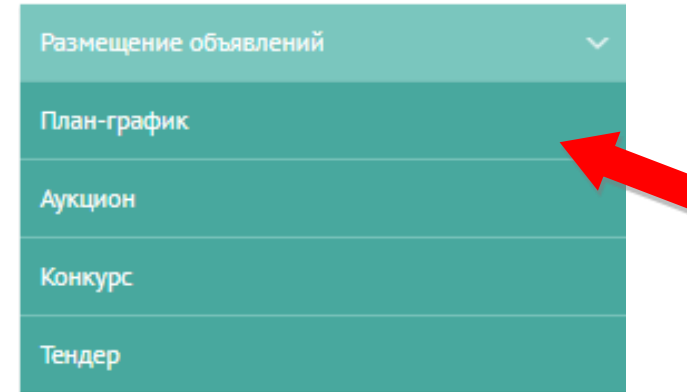 Размещение объявлений
План-график
Аукцион
Конкурс
Тендер